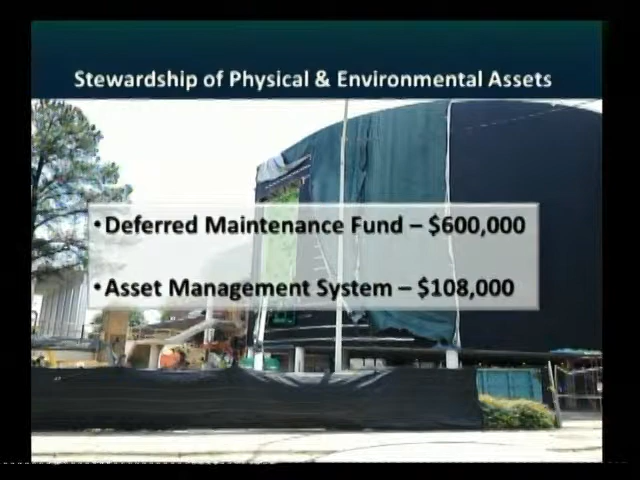 Stewardship of Physical & Environmental Assets
•Deferred Maintenance Fund – $600,000
•Asset Management System – $108,000